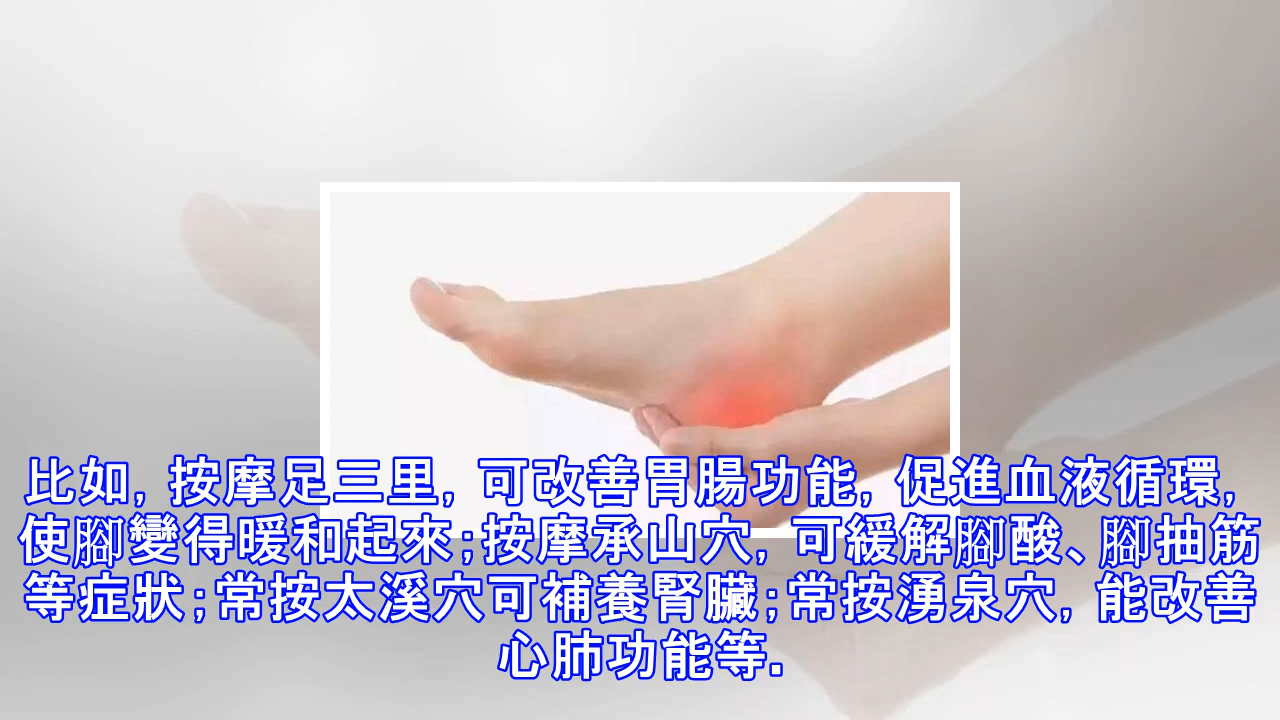 比如,按摩足三里,可改善胃腸功能,促進血液循環,
使腳變得暖和起來;按摩承山穴,可緩解腳酸、腳抽筋
等症狀;常按太溪穴可補養腎臟;常按湧泉穴,能改善
心肺功能等.